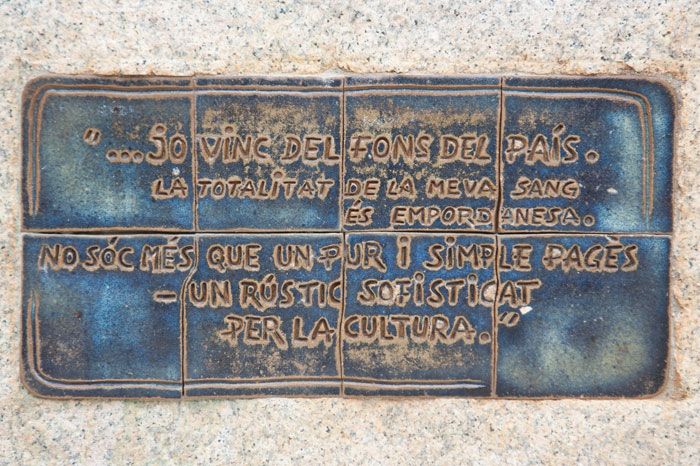 "...JO VINC DEL FONS DEL PAÍS.
LA TOTALITAT DE LA MEVA SANG
ÉS EMPORDANESA.
NO SÓC MÉS QUE UN PUR I SIMPLE PAGÈS
- UN RÚSTIC SOFISTICAT
PER LA CULTURA."